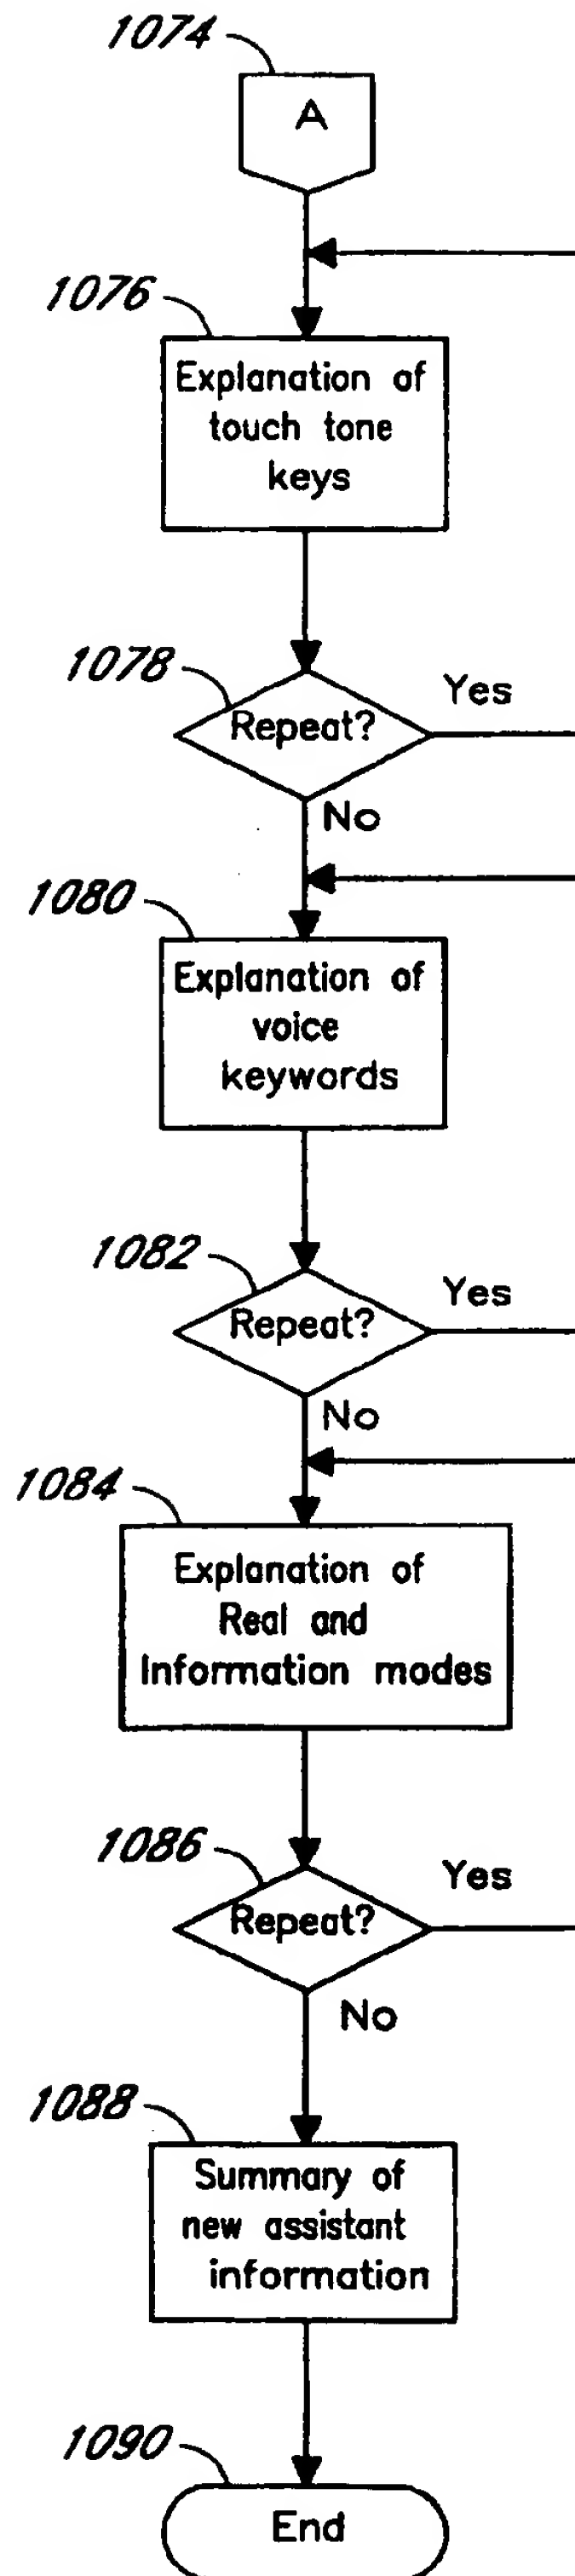 1074
A
1076
Explanation of
touch tone
keys
1078
Repeat?
Yes
No
1080
Explanation of
voice
keywords
1082
Repeat?
Yes
No
1084
Explanation of
Real and
Information modes
1086
Repeat?
Yes
No
1088
Summary of
new assistant
information
1090
End